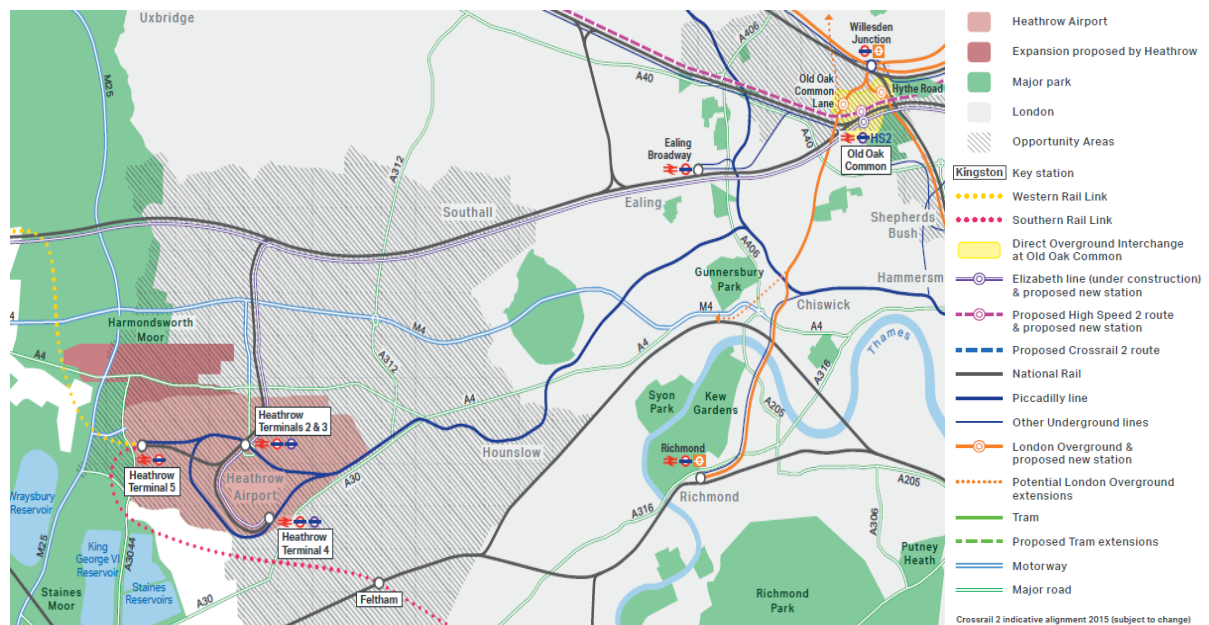 Uxbridge
M25
A312
A40
A406
Willesden
Junction
Old Oak
Common
Lane
Hythe Road
A40
HS2
Old Oak
Common
Ealing
Broadway
Southall
Ealing
Shepherds
Bush
A406
Gunnersbury
Park
Hammersm
M4
Chiswick
4
Harmondsworth
Moor
M4
A4
A4
Thames
A4
A312
A316
Syon
Park
Kew
Gardens
A4
A205
Heathrow
Terminals 2 & 3
Hounslow
Richmond
Heathrow
Terminal 5
Heathrow
Airport
A30
Richmond
A205
Wraysbury
Reservoir
A316
A306
M25
A3044
Heathrow
Terminal 4
King
George VI
Reservoir
Putney
Heath
Staines
Moor
Staines
Reservoirs
A30
Feltham
Richmond
Park
Heathrow Airport
Expansion proposed by Heathrow
Major park
London
Opportunity Areas
Kingston Key station
Western Rail Link
Southern Rail Link
Direct Overground Interchange
at Old Oak Common
Elizabeth line (under construction)
& proposed new station
Proposed High Speed 2 route
& proposed new station
Proposed Crossrail 2 route
National Rail
Piccadilly line
Other Underground lines
London Overground &
proposed new station
Potential London Overground
extensions
Tram
Proposed Tram extensions
Motorway
Major road
Crossrail 2 indicative alignment 2015 (subject to change)